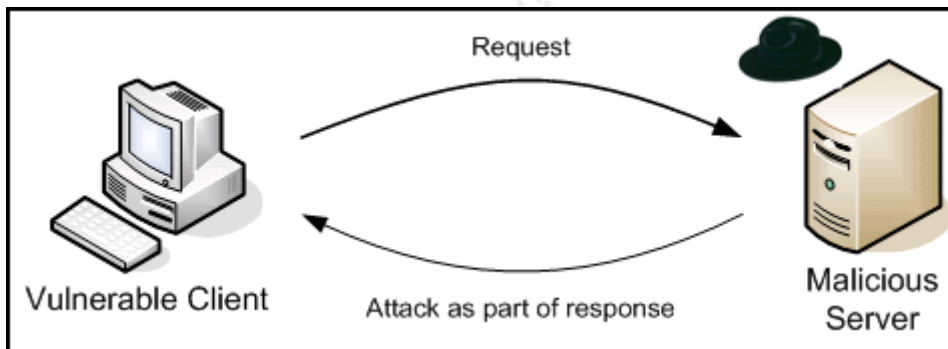 Request
Vulnerable Client
Attack as part of response
Malicious
Server